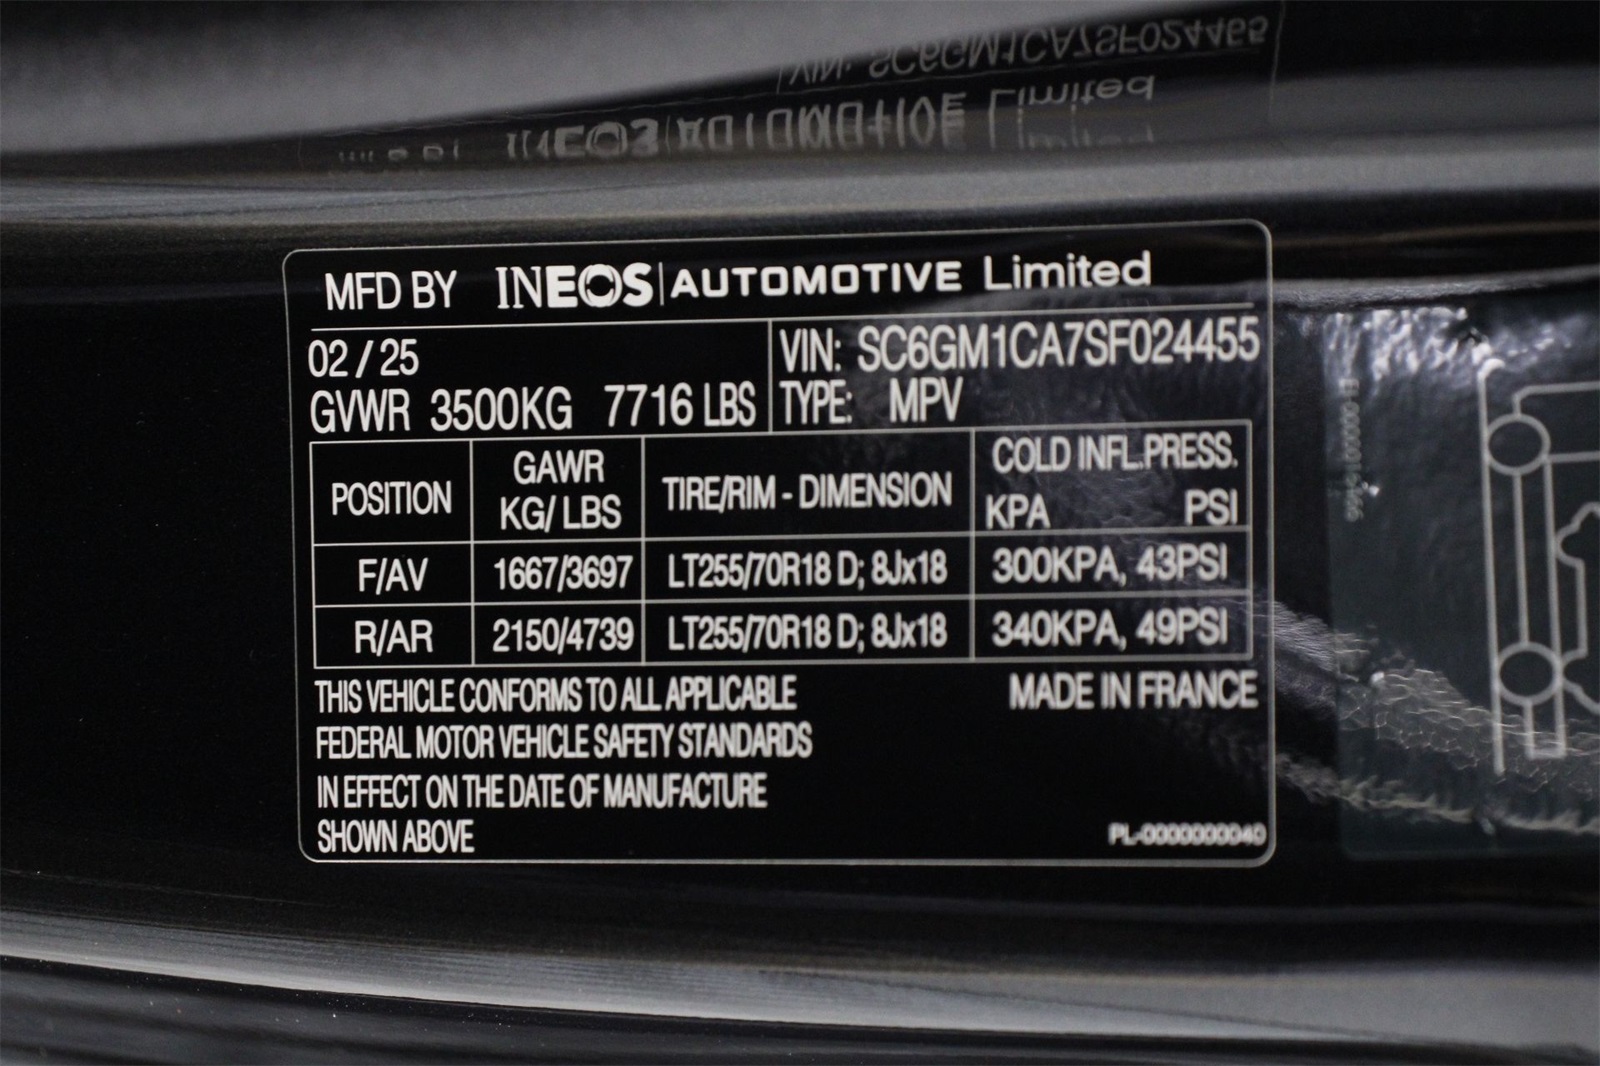 MFD BY INEOS | AUTOMOTIVE Limited
02 / 25
GVWR 3500KG 7716 LBS
VIN: SC6GM1CA7SF024455
TYPE: MPV
POSITION GAWR KG/ LBS TIRE/RIM - DIMENSION COLD INFL.PRESS. KPA PSI
F/AV 1667/3697 LT255/70R18 D; 8Jx18 300KPA, 43PSI
R/AR 2150/4739 LT255/70R18 D; 8Jx18 340KPA, 49PSI
THIS VEHICLE CONFORMS TO ALL APPLICABLE
FEDERAL MOTOR VEHICLE SAFETY STANDARDS
IN EFFECT ON THE DATE OF MANUFACTURE
SHOWN ABOVE
MADE IN FRANCE
PL-0000000040